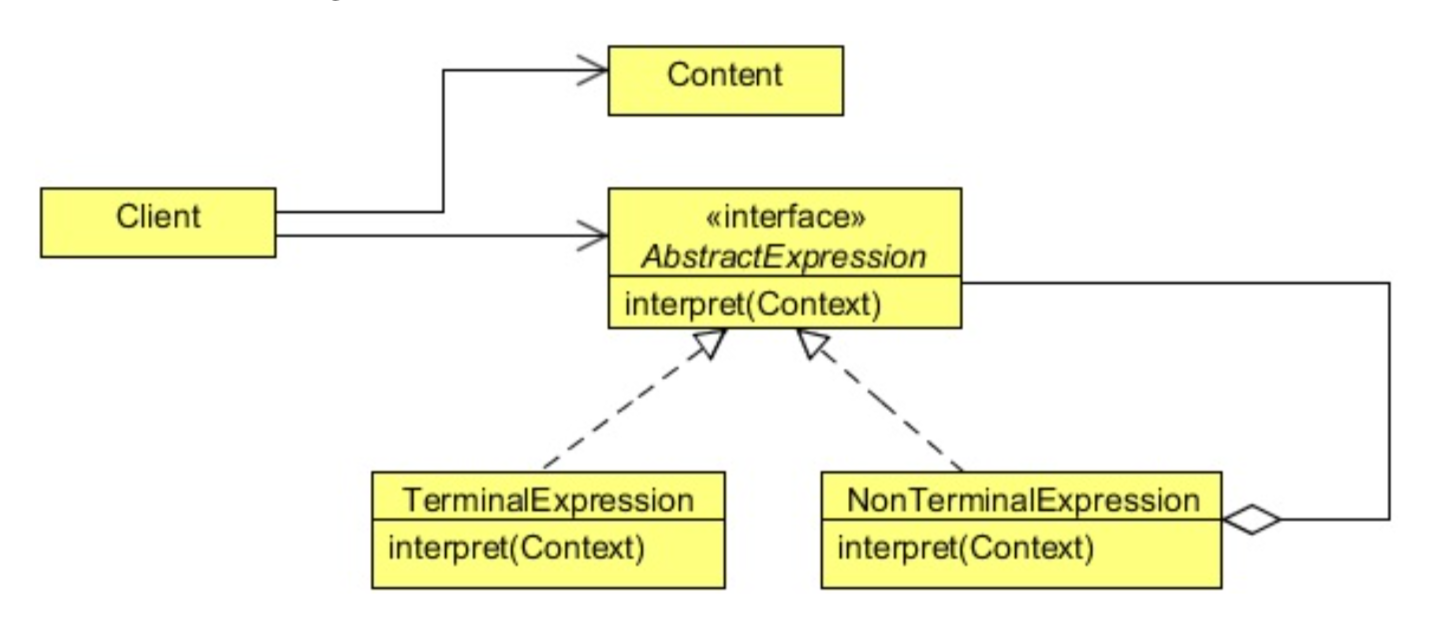 Content
Client
«interface»
AbstractExpression
interpret(Context)
TerminalExpression
interpret(Context)
NonTerminalExpression
interpret(Context)